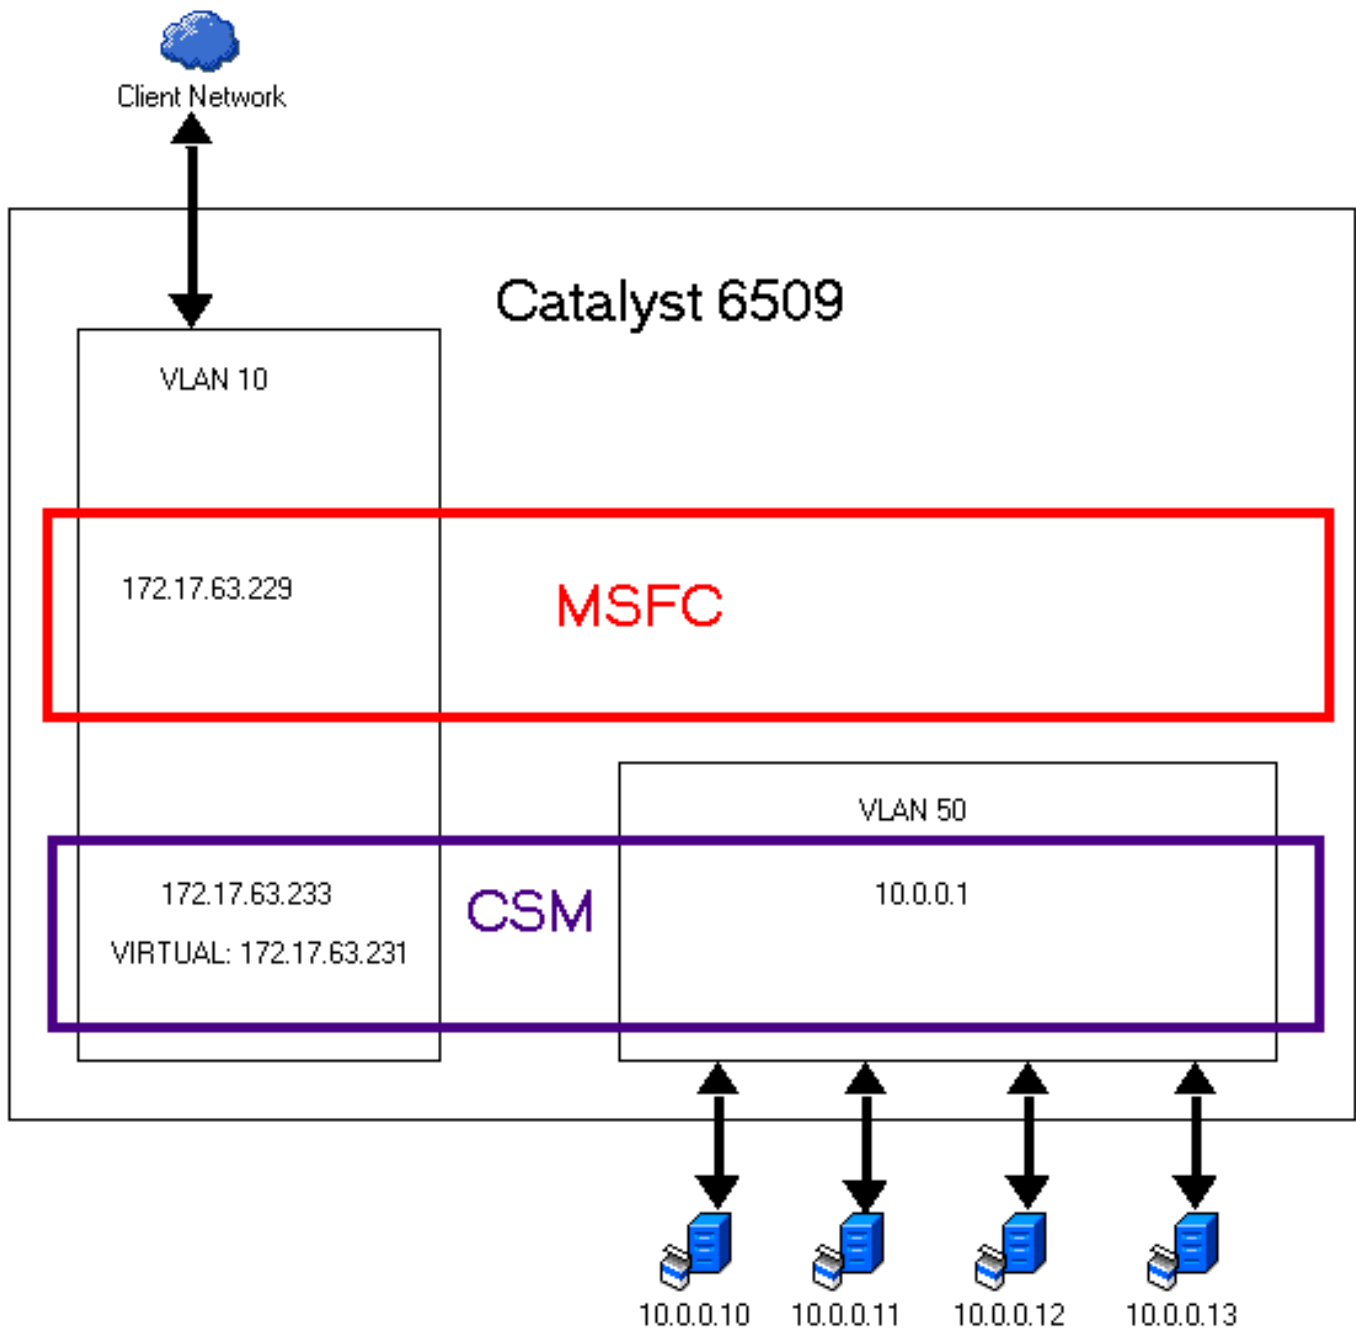 Client Network
Catalyst 6509
VLAN 10
172.17.63.229
MSFC
VLAN 50
172.17.63.233
VIRTUAL: 172.17.63.231
CSM
10.0.0.1
10.0.0.10
10.0.0.11
10.0.0.12
10.0.0.13